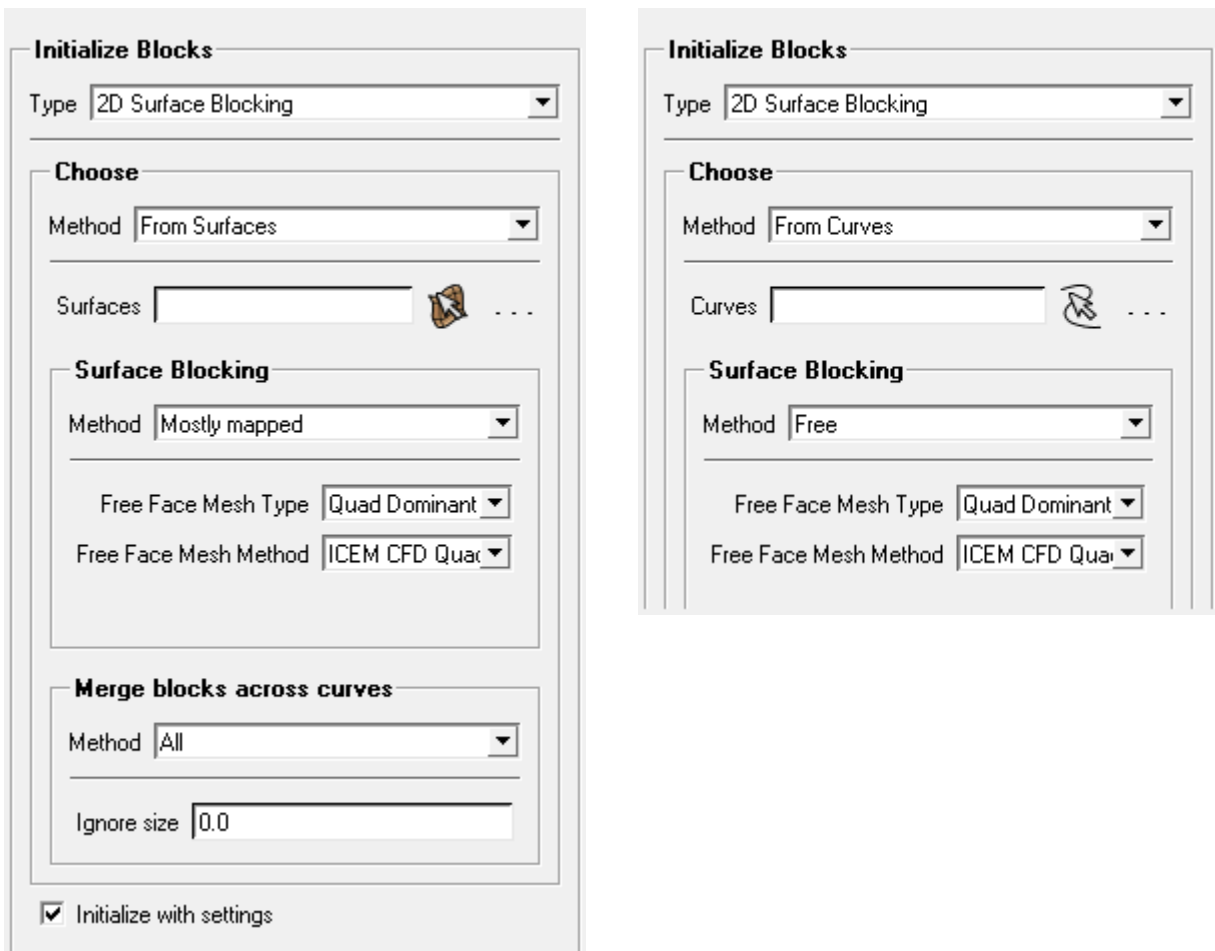 Initialize Blocks
Type 2D Surface Blocking
Choose
Method From Surfaces
Surfaces ...
Surface Blocking
Method Mostly mapped
Free Face Mesh Type Quad Dominant
Free Face Mesh Method ICEM CFD Quad
Merge blocks across curves
Method All
Ignore size 0.0
Initialize with settings
Initialize Blocks
Type 2D Surface Blocking
Choose
Method From Curves
Curves ...
Surface Blocking
Method Free
Free Face Mesh Type Quad Dominant
Free Face Mesh Method ICEM CFD Qua